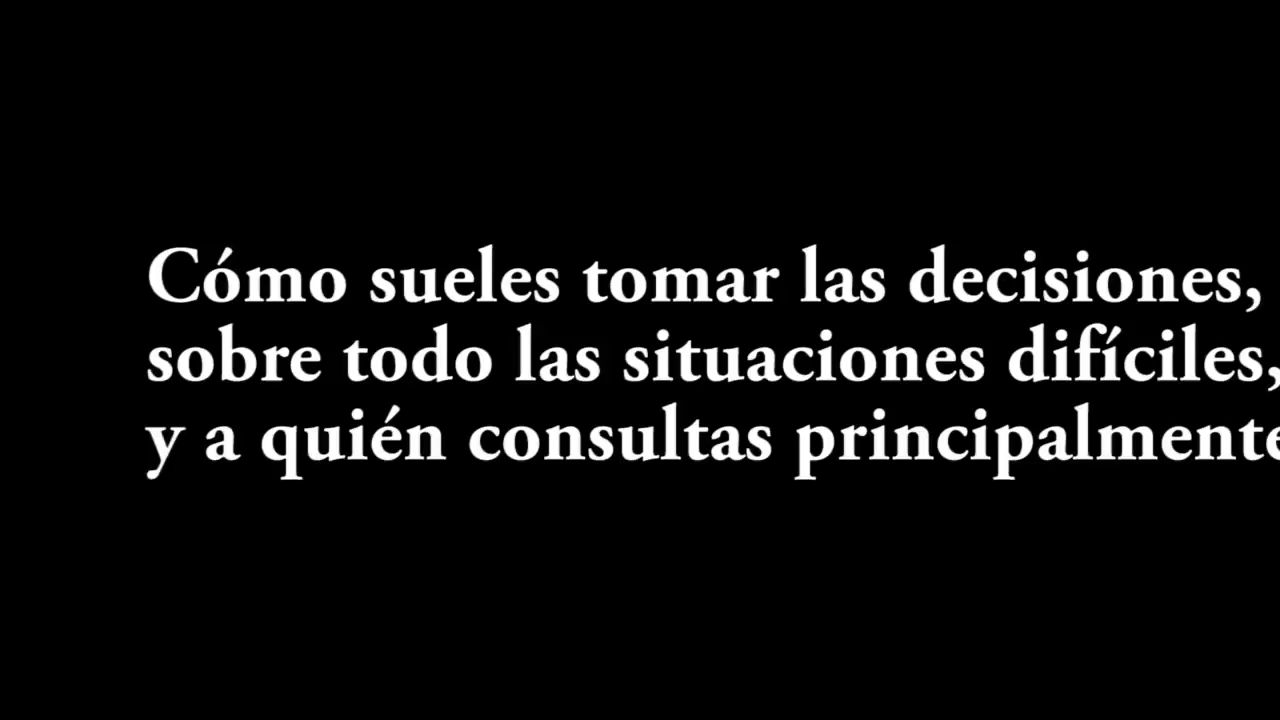 Cómo sueles tomar las decisiones,
sobre todo las situaciones difíciles,
y a quién consultas principalmente